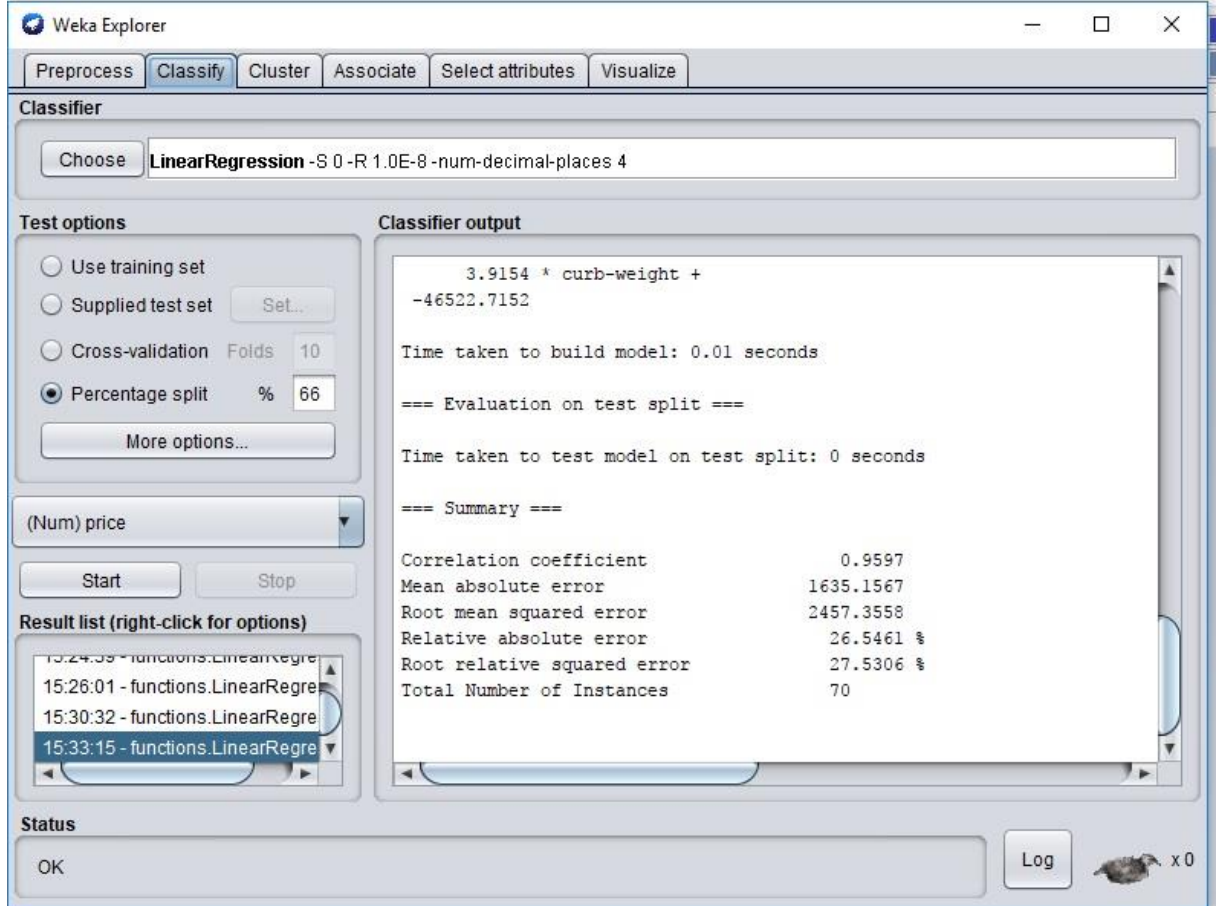 Weka Explorer
Preprocess Classify Cluster Associate Select attributes Visualize
Classifier
Choose LinearRegression -S 0 -R 1.0E-8 -num-decimal-places 4
Test options
Use training set
Supplied test set Set...
Cross-validation Folds 10
Percentage split % 66
More options...
(Num) price
Start Stop
Result list (right-click for options)
15:24:39 - functions.LinearRegre
15:26:01 - functions.LinearRegre
15:30:32 - functions.LinearRegre
15:33:15 - functions.LinearRegre
Classifier output
3.9154 * curb-weight +
-46522.7152
Time taken to build model: 0.01 seconds
=== Evaluation on test split ===
Time taken to test model on test split: 0 seconds
=== Summary ===
Correlation coefficient 0.9597
Mean absolute error 1635.1567
Root mean squared error 2457.3558
Relative absolute error 26.5461 %
Root relative squared error 27.5306 %
Total Number of Instances 70
Status
OK
Log
x 0